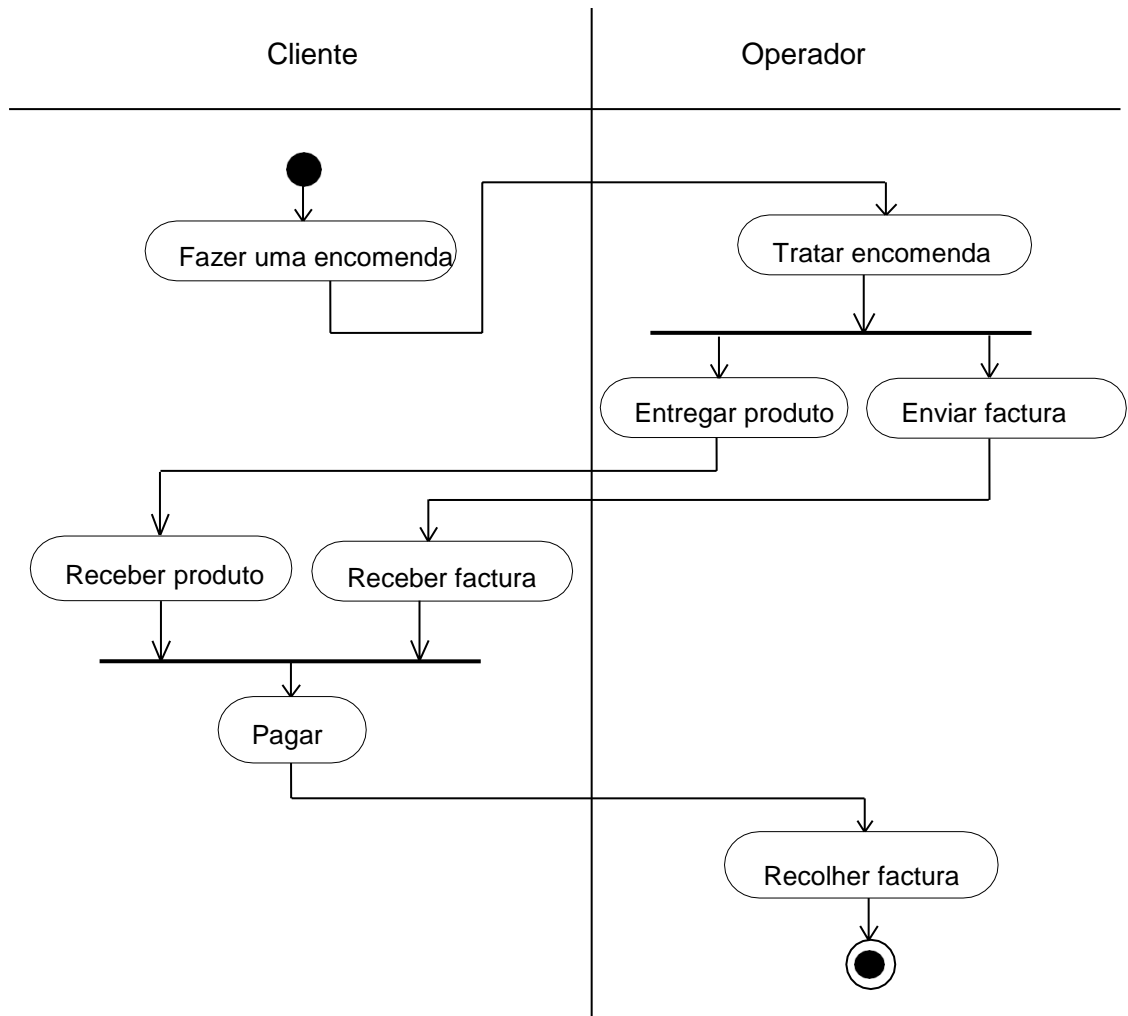 Cliente
Operador
Fazer uma encomenda
Tratar encomenda
Entregar produto
Enviar factura
Receber produto
Receber factura
Pagar
Recolher factura